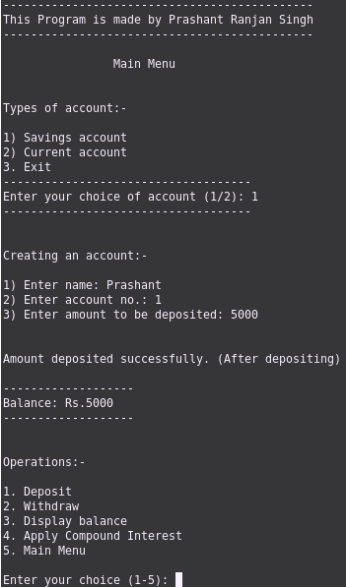 ---------------------------------------------
This Program is made by Prashant Ranjan Singh
---------------------------------------------
Main Menu
Types of account:-
1) Savings account
2) Current account
3. Exit
------------------------------------
Enter your choice of account (1/2): 1
------------------------------------
Creating an account:-
1) Enter name: Prashant
2) Enter account no.: 1
3) Enter amount to be deposited: 5000
Amount deposited successfully. (After depositing)
-------------------
Balance: Rs.5000
-------------------
Operations:-
1. Deposit
2. Withdraw
3. Display balance
4. Apply Compound Interest
5. Main Menu
Enter your choice (1-5):